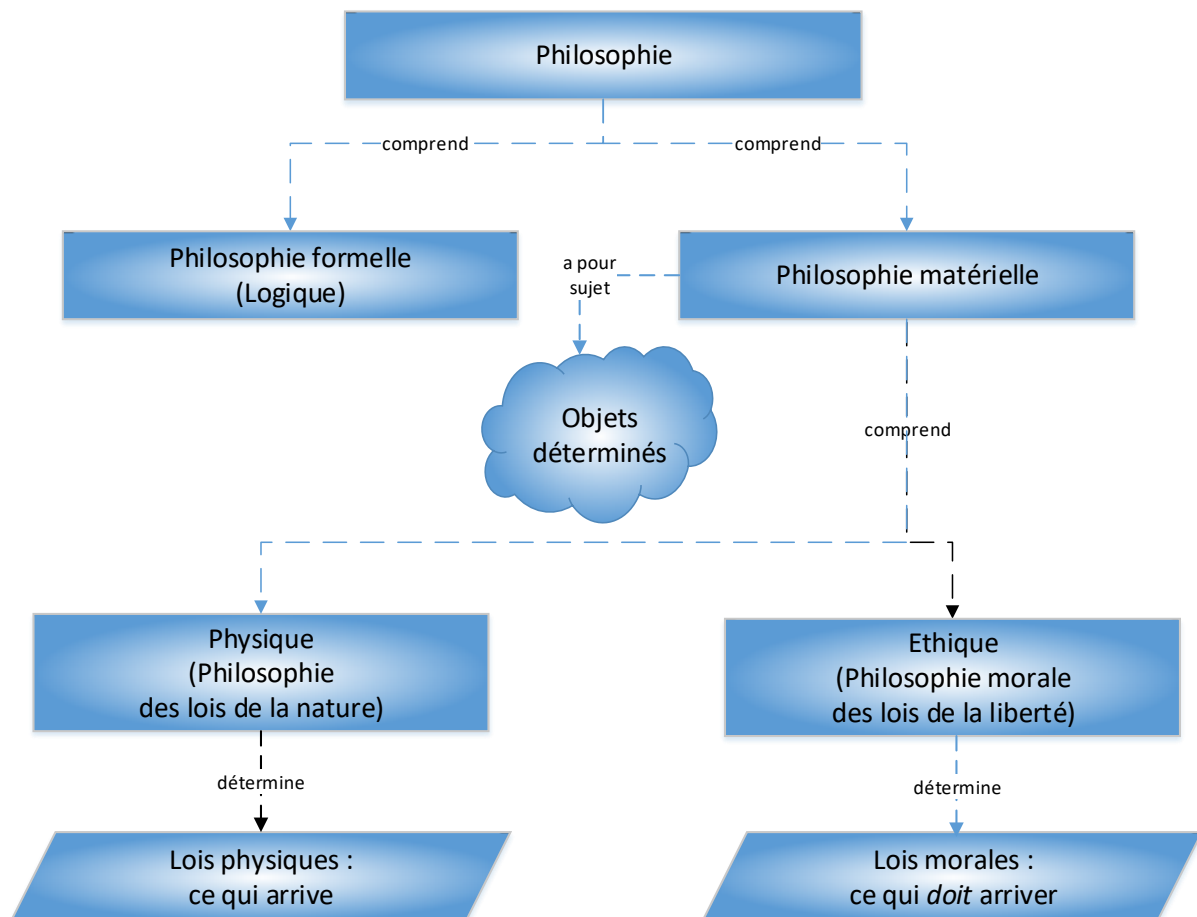 Philosophie
comprend
comprend
Philosophie formelle
(Logique)
a pour
sujet
Philosophie matérielle
Objets
déterminés
comprend
Physique
(Philosophie
des lois de la nature)
Ethique
(Philosophie morale
des lois de la liberté)
détermine
détermine
Lois physiques :
ce qui arrive
Lois morales :
ce qui doit arriver